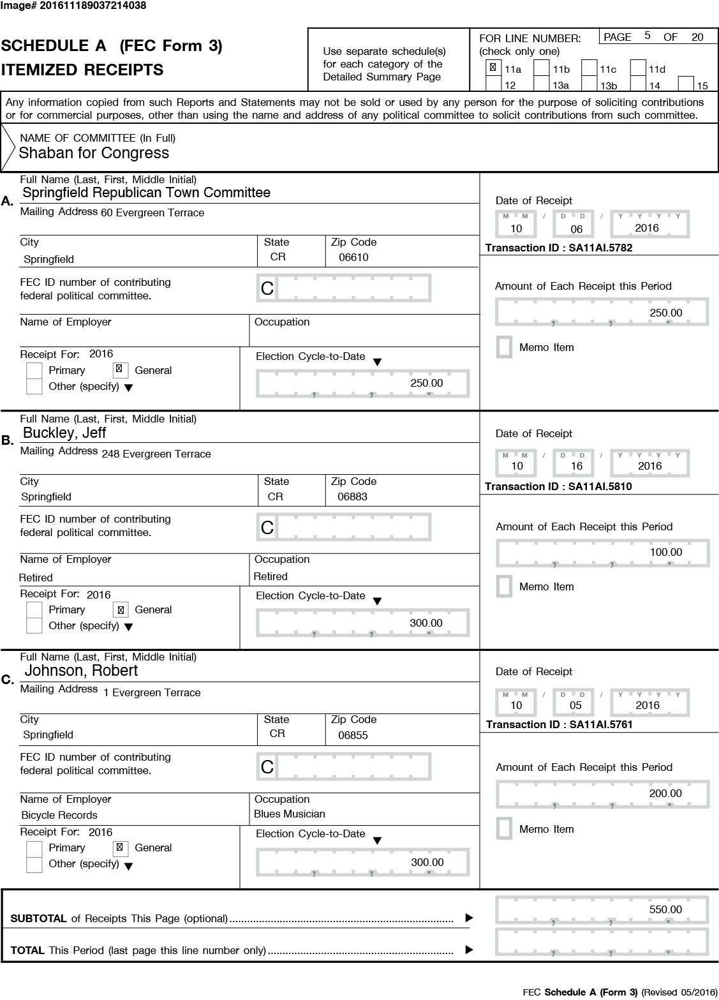 Image# 201611189037214038
SCHEDULE A (FEC Form 3)
ITEMIZED RECEIPTS
Use separate schedule(s)
for each category of the
Detailed Summary Page
FOR LINE NUMBER:
(check only one)
PAGE 5 OF 20
☒ 11a 11b 11c 11d
12 13a 13b 14 15
Any information copied from such Reports and Statements may not be sold or used by any person for the purpose of soliciting contributions
or for commercial purposes, other than using the name and address of any political committee to solicit contributions from such committee.
NAME OF COMMITTEE (In Full)
Shaban for Congress
A.
Full Name (Last, First, Middle Initial)
Springfield Republican Town Committee
Mailing Address 60 Evergreen Terrace
City State Zip Code
Springfield CR 06610
FEC ID number of contributing
federal political committee.
C
Name of Employer Occupation
Receipt For: 2016
Primary ☒ General
Other (specify) ▼
Election Cycle-to-Date ▼
250.00
Date of Receipt
M M / D D / Y Y Y Y
10 06 2016
Transaction ID : SA11AI.5782
Amount of Each Receipt this Period
250.00
Memo Item
B.
Full Name (Last, First, Middle Initial)
Buckley, Jeff
Mailing Address 248 Evergreen Terrace
City State Zip Code
Springfield CR 06883
FEC ID number of contributing
federal political committee.
C
Name of Employer Occupation
Retired Retired
Receipt For: 2016
Primary ☒ General
Other (specify) ▼
Election Cycle-to-Date ▼
300.00
Date of Receipt
M M / D D / Y Y Y Y
10 16 2016
Transaction ID : SA11AI.5810
Amount of Each Receipt this Period
100.00
Memo Item
C.
Full Name (Last, First, Middle Initial)
Johnson, Robert
Mailing Address 1 Evergreen Terrace
City State Zip Code
Springfield CR 06855
FEC ID number of contributing
federal political committee.
C
Name of Employer Occupation
Bicycle Records Blues Musician
Receipt For: 2016
Primary ☒ General
Other (specify) ▼
Election Cycle-to-Date ▼
300.00
Date of Receipt
M M / D D / Y Y Y Y
10 05 2016
Transaction ID : SA11AI.5761
Amount of Each Receipt this Period
200.00
Memo Item
SUBTOTAL of Receipts This Page (optional)........................................................................... ► 550.00
TOTAL This Period (last page this line number only).............................................................. ►
FEC Schedule A (Form 3) (Revised 05/2016)